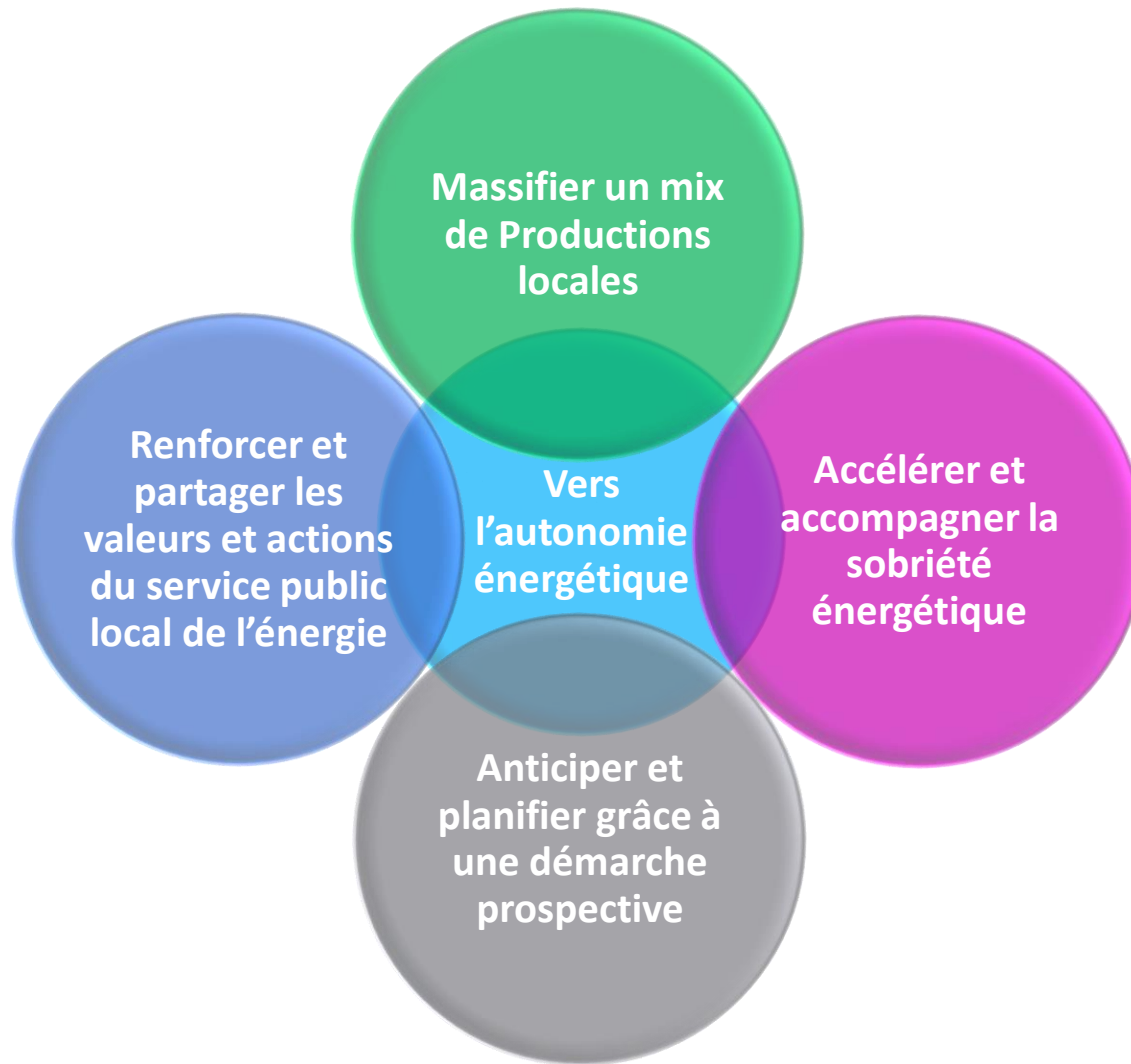 Massifier un mix
de Productions
locales
Renforcer et
partager les
valeurs et actions
du service public
local de l’énergie
Vers
l’autonomie
énergétique
Accélérer et
accompagner la
sobriété
énergétique
Anticiper et
planifier grâce à
une démarche
prospective